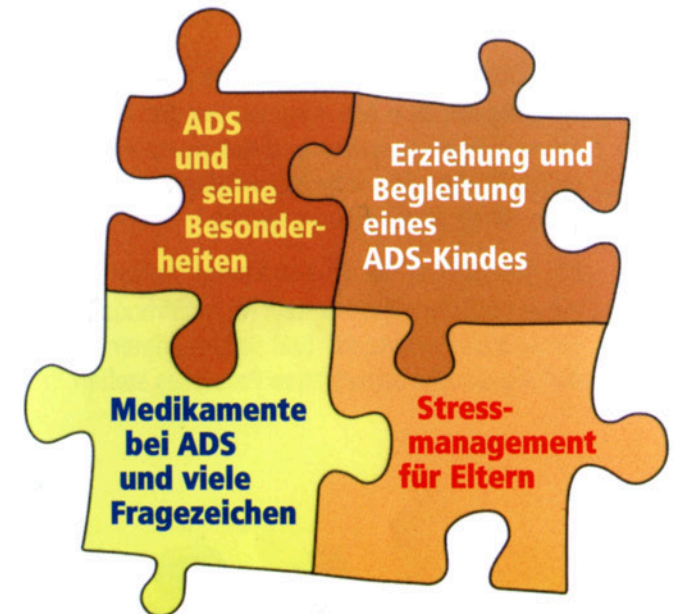 ADS
und
seine
Besonder-
heiten
Erziehung und
Begleitung
eines
ADS-Kindes
Medikamente
bei ADS
und viele
Fragezeichen
Stress-
management
für Eltern